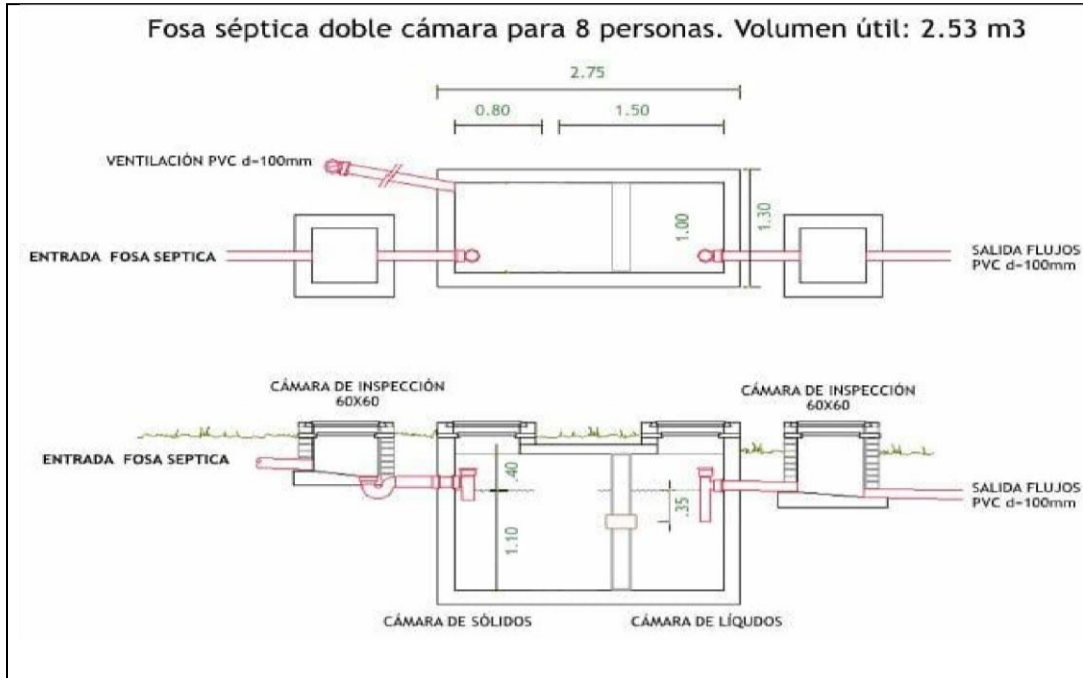 Fosa séptica doble cámara para 8 personas. Volumen útil: 2.53 m3
2.75
0.80
1.50
VENTILACIÓN PVC d=100mm
1.00
1.30
ENTRADA FOSA SEPTICA
SALIDA FLUJOS
PVC d=100mm
CÁMARA DE INSPECCIÓN
60X60
CÁMARA DE INSPECCIÓN
60X60
ENTRADA FOSA SEPTICA
.40
.35
1.10
SALIDA FLUJOS
PVC d=100mm
CÁMARA DE SÓLIDOS
CÁMARA DE LÍQUDOS